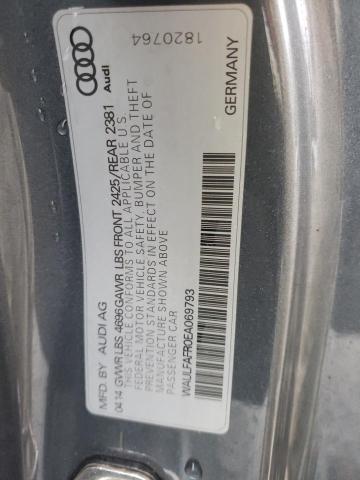 Audi
1820764
MFD. BY AUDI AG
GERMANY
0414 GVWR LBS 4696 GAWR LBS FRONT 2425/REAR 2381
THIS VEHICLE CONFORMS TO ALL APPLICABLE U.S.
FEDERAL MOTOR VEHICLE SAFETY, BUMPER AND THEFT
PREVENTION STANDARDS IN EFFECT ON THE DATE OF
MANUFACTURE SHOWN ABOVE.
PASSENGER CAR
WAULFAFR0EA069793